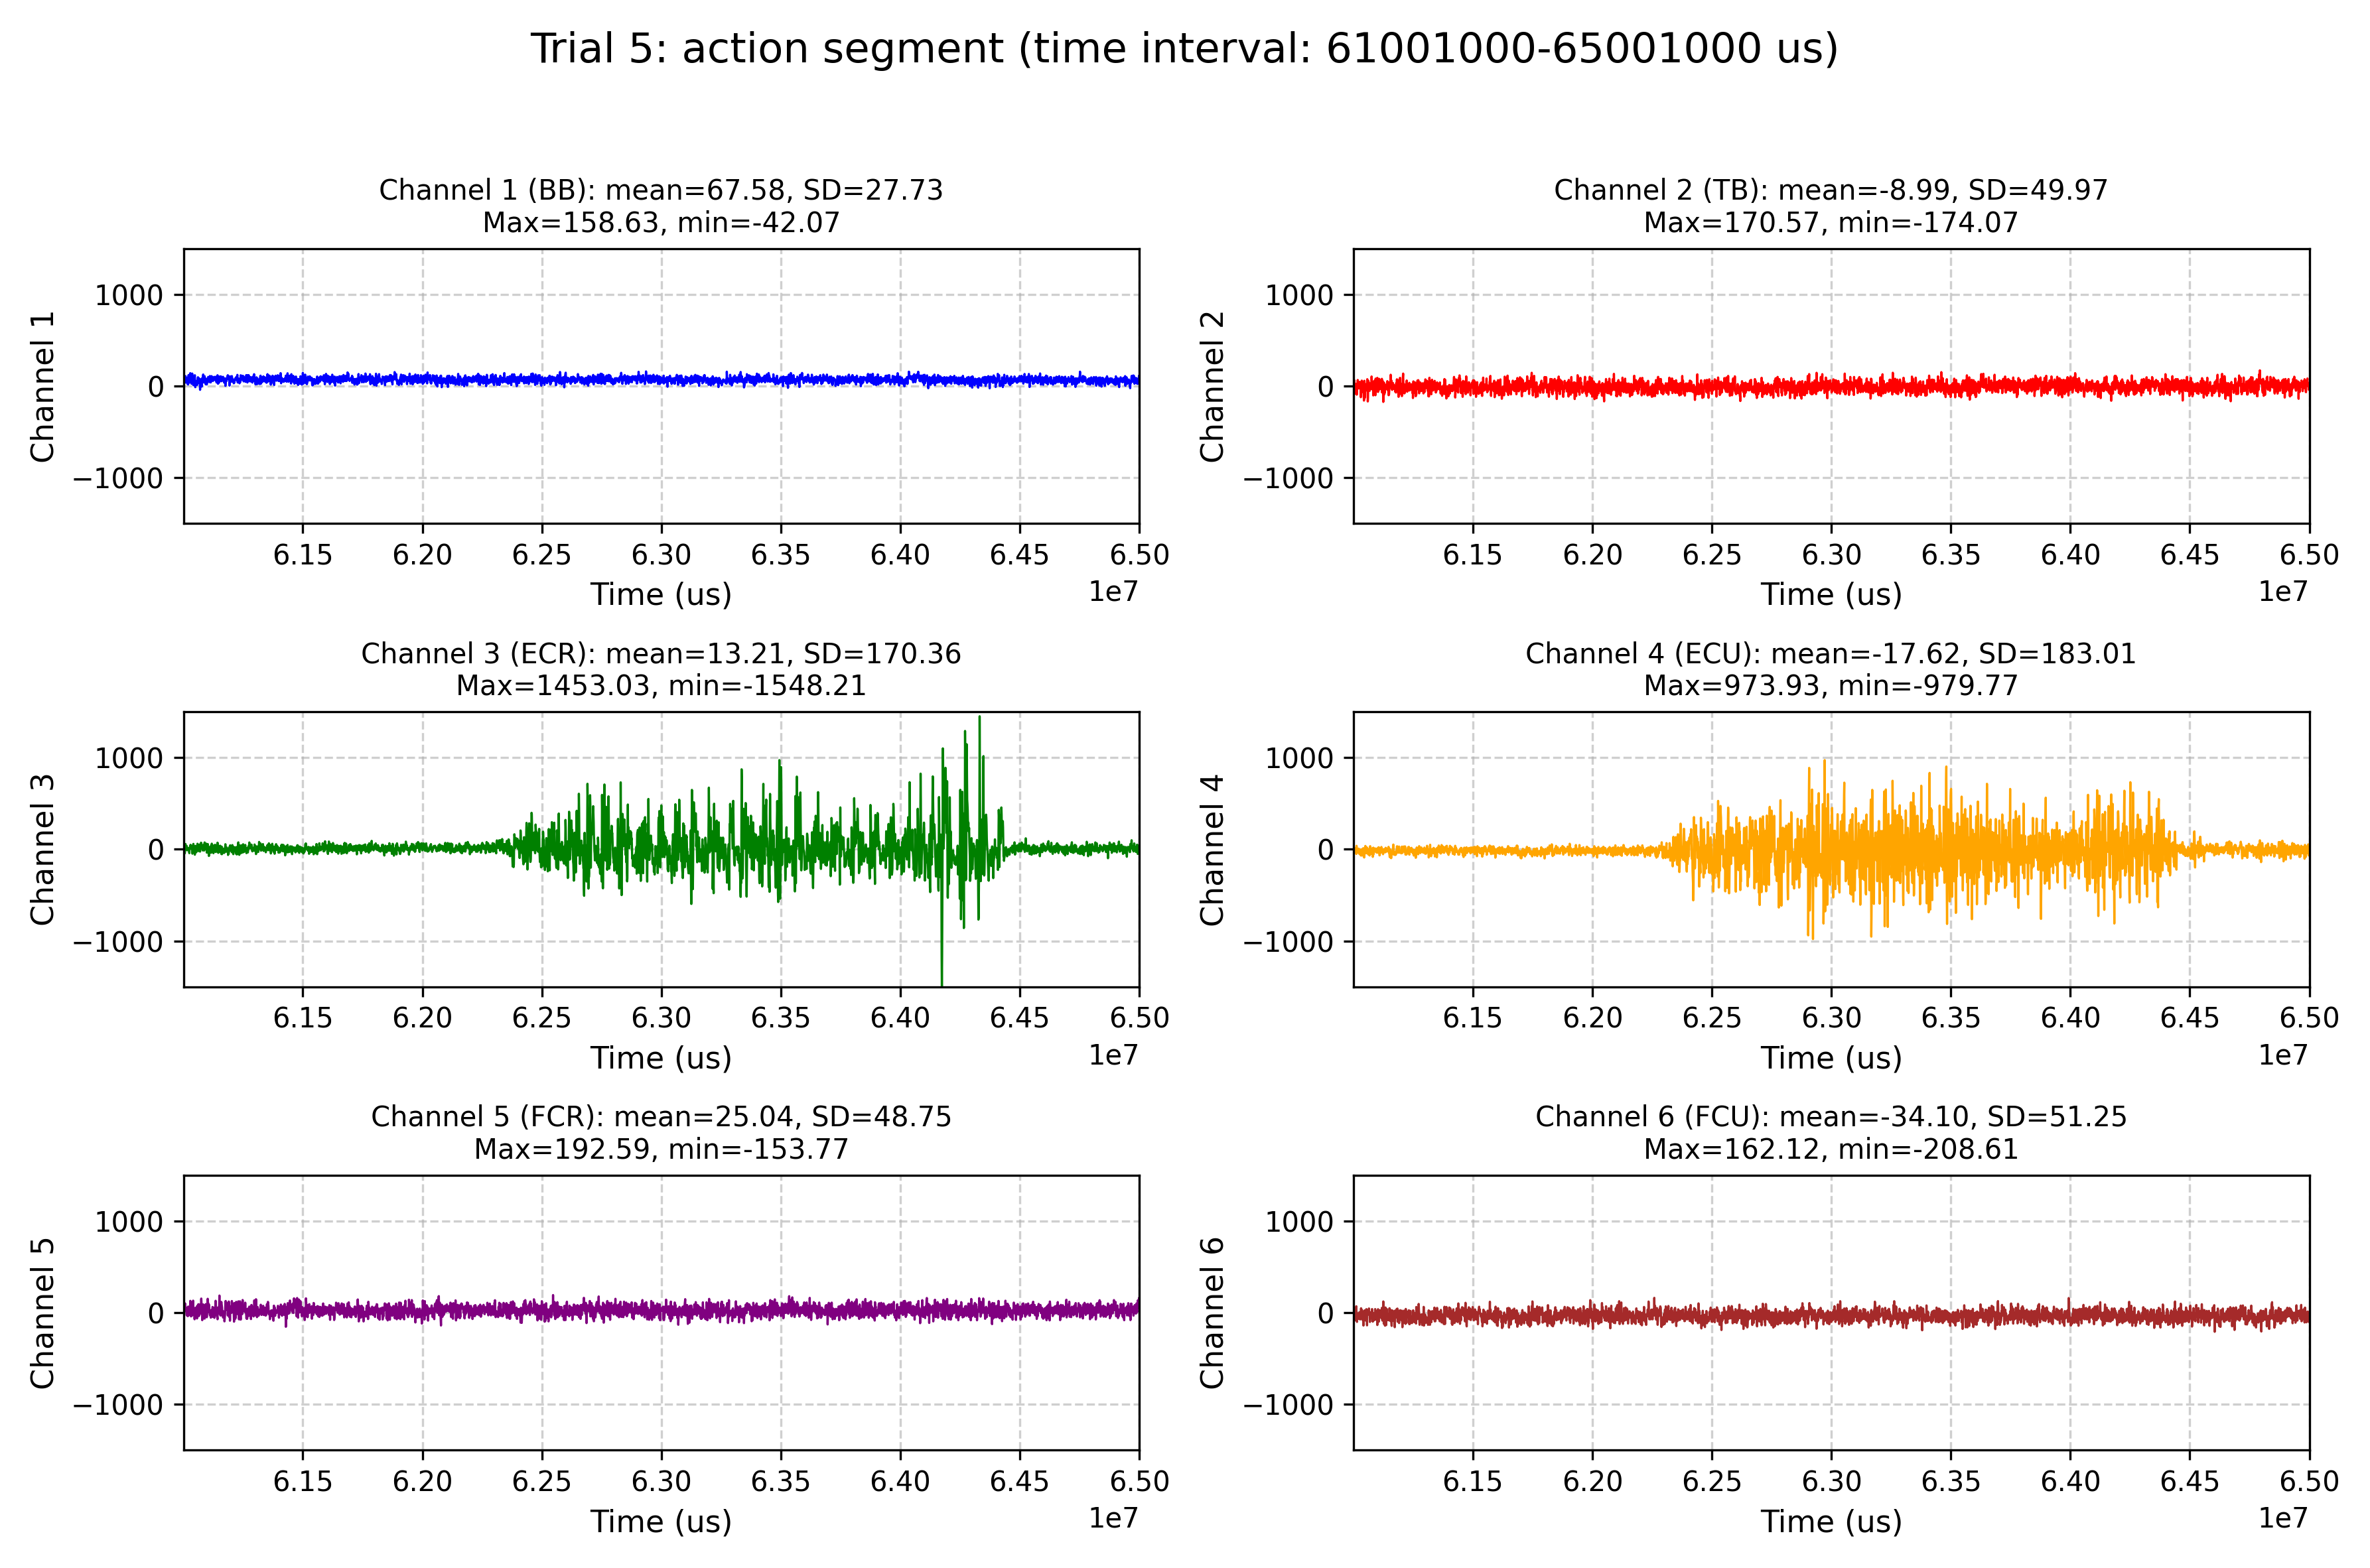 Trial 5: action segment (time interval: 61001000-65001000 us)
Channel 1 (BB): mean=67.58, SD=27.73
Max=158.63, min=-42.07
Channel 1
1000
0
−1000
6.15 6.20 6.25 6.30 6.35 6.40 6.45 6.50
1e7
Time (us)
Channel 2 (TB): mean=-8.99, SD=49.97
Max=170.57, min=-174.07
Channel 2
1000
0
−1000
6.15 6.20 6.25 6.30 6.35 6.40 6.45 6.50
1e7
Time (us)
Channel 3 (ECR): mean=13.21, SD=170.36
Max=1453.03, min=-1548.21
Channel 3
1000
0
−1000
6.15 6.20 6.25 6.30 6.35 6.40 6.45 6.50
1e7
Time (us)
Channel 4 (ECU): mean=-17.62, SD=183.01
Max=973.93, min=-979.77
Channel 4
1000
0
−1000
6.15 6.20 6.25 6.30 6.35 6.40 6.45 6.50
1e7
Time (us)
Channel 5 (FCR): mean=25.04, SD=48.75
Max=192.59, min=-153.77
Channel 5
1000
0
−1000
6.15 6.20 6.25 6.30 6.35 6.40 6.45 6.50
1e7
Time (us)
Channel 6 (FCU): mean=-34.10, SD=51.25
Max=162.12, min=-208.61
Channel 6
1000
0
−1000
6.15 6.20 6.25 6.30 6.35 6.40 6.45 6.50
1e7
Time (us)